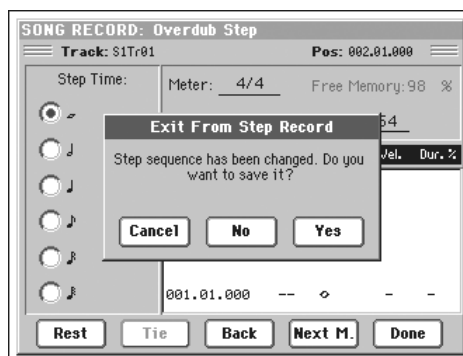 SONG RECORD: Overdub Step
Track: S1Tr01 Pos: 002.01.000
Step Time:
Meter: 4/4 Free Memory: 98 %
54
Vel. Dur.%
Exit From Step Record
Step sequence has been changed. Do you
want to save it?
Cancel No Yes
001.01.000 -- - -
Rest Tie Back Next M. Done